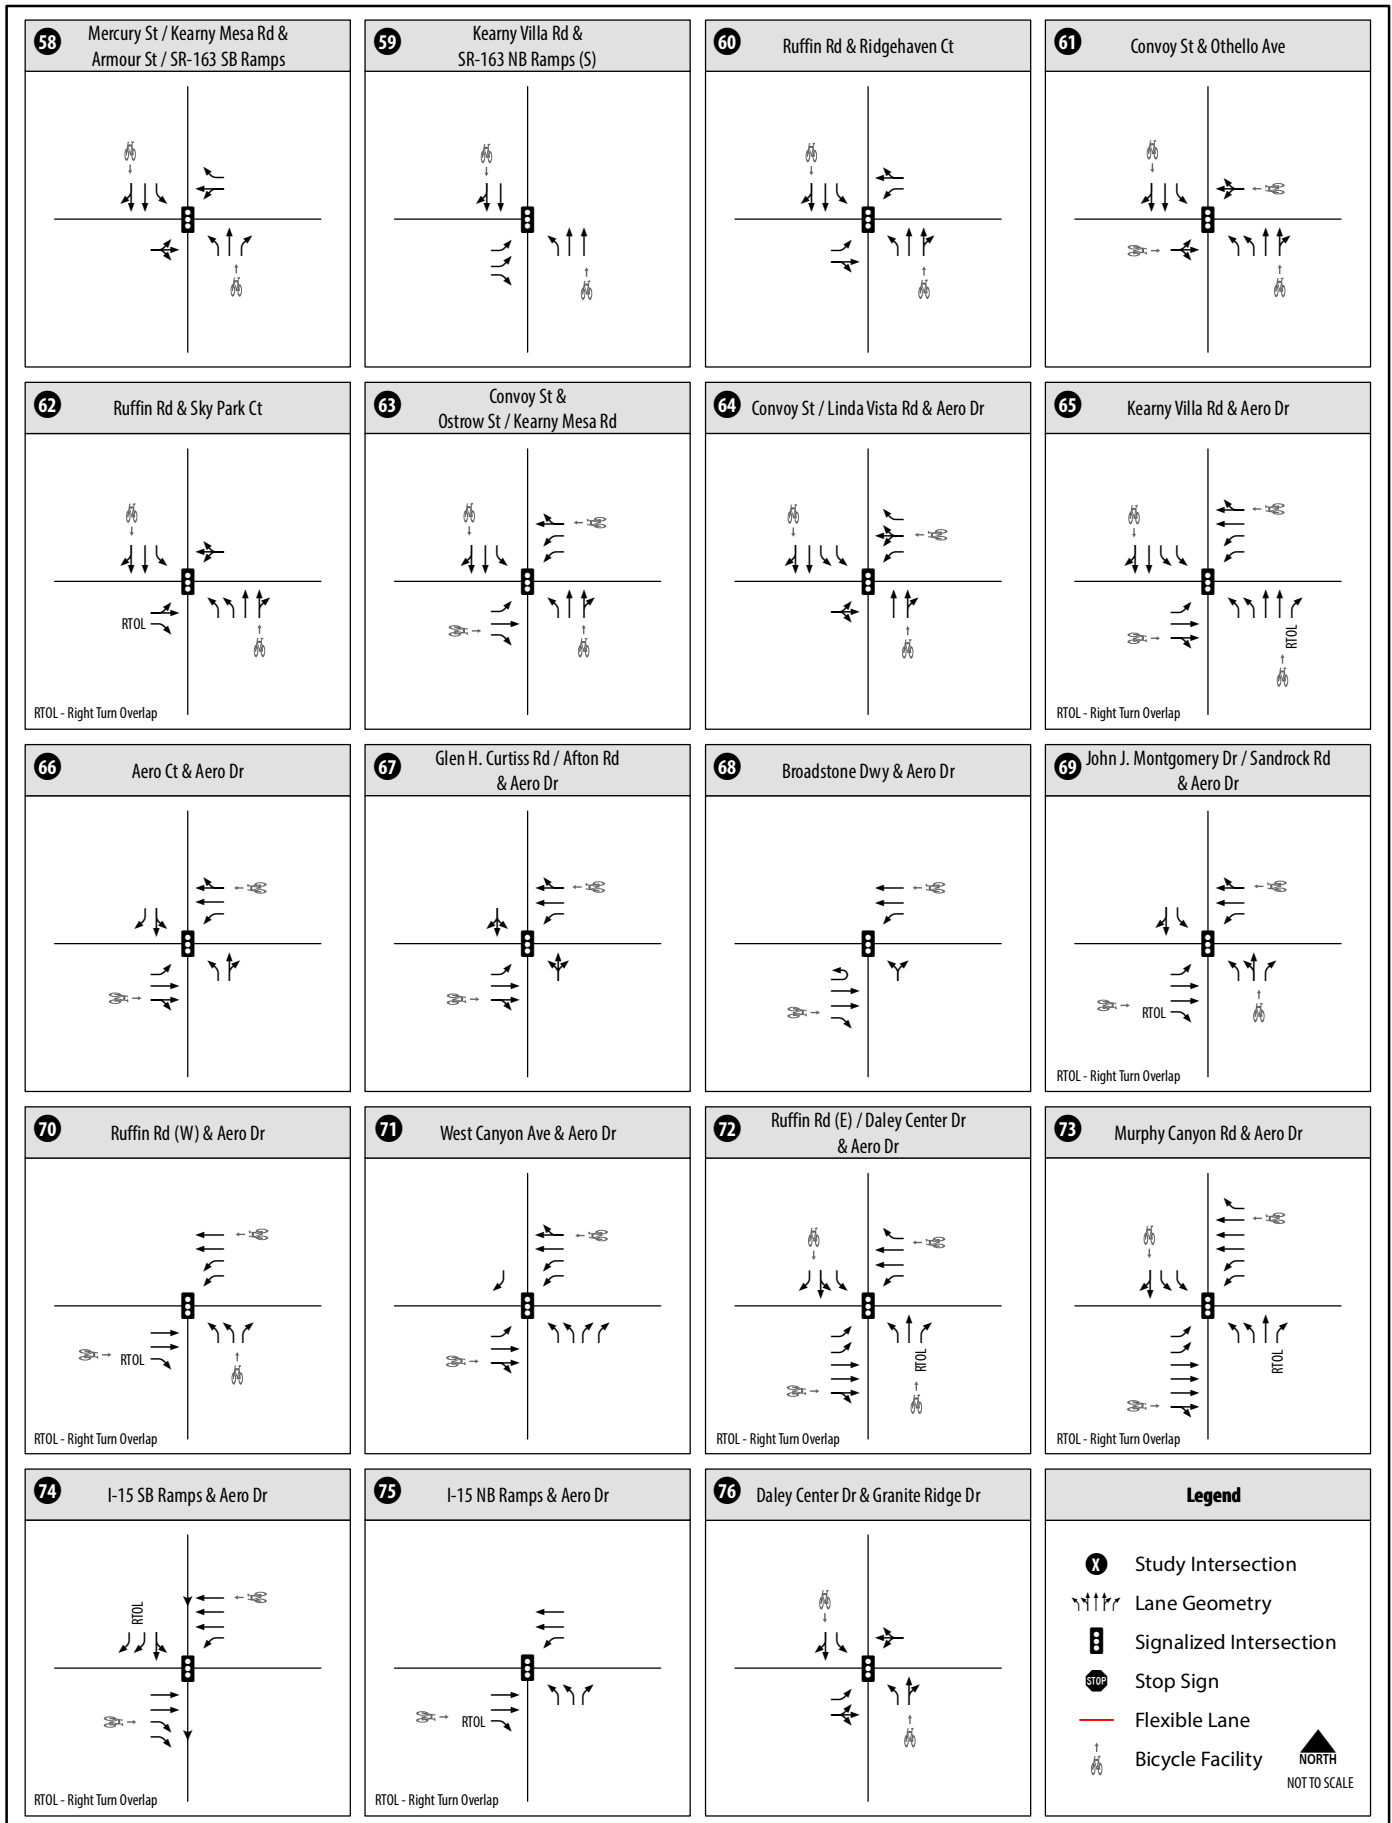 58
Mercury St / Kearny Mesa Rd &
Armour St / SR-163 SB Ramps
59
Kearny Villa Rd &
SR-163 NB Ramps (S)
60
Ruffin Rd & Ridgehaven Ct
61
Convoy St & Othello Ave
62
Ruffin Rd & Sky Park Ct
RTOL
RTOL - Right Turn Overlap
63
Convoy St &
Ostrow St / Kearny Mesa Rd
64
Convoy St / Linda Vista Rd & Aero Dr
65
Kearny Villa Rd & Aero Dr
RTOL
RTOL - Right Turn Overlap
66
Aero Ct & Aero Dr
67
Glen H. Curtiss Rd / Afton Rd
& Aero Dr
68
Broadstone Dwy & Aero Dr
69
John J. Montgomery Dr / Sandrock Rd
& Aero Dr
RTOL
RTOL - Right Turn Overlap
70
Ruffin Rd (W) & Aero Dr
RTOL
RTOL - Right Turn Overlap
71
West Canyon Ave & Aero Dr
72
Ruffin Rd (E) / Daley Center Dr
& Aero Dr
RTOL
RTOL - Right Turn Overlap
73
Murphy Canyon Rd & Aero Dr
RTOL
RTOL - Right Turn Overlap
74
I-15 SB Ramps & Aero Dr
RTOL
RTOL - Right Turn Overlap
75
I-15 NB Ramps & Aero Dr
RTOL
RTOL - Right Turn Overlap
76
Daley Center Dr & Granite Ridge Dr
Legend
X Study Intersection
Lane Geometry
Signalized Intersection
STOP Stop Sign
Flexible Lane
Bicycle Facility
NORTH
NOT TO SCALE